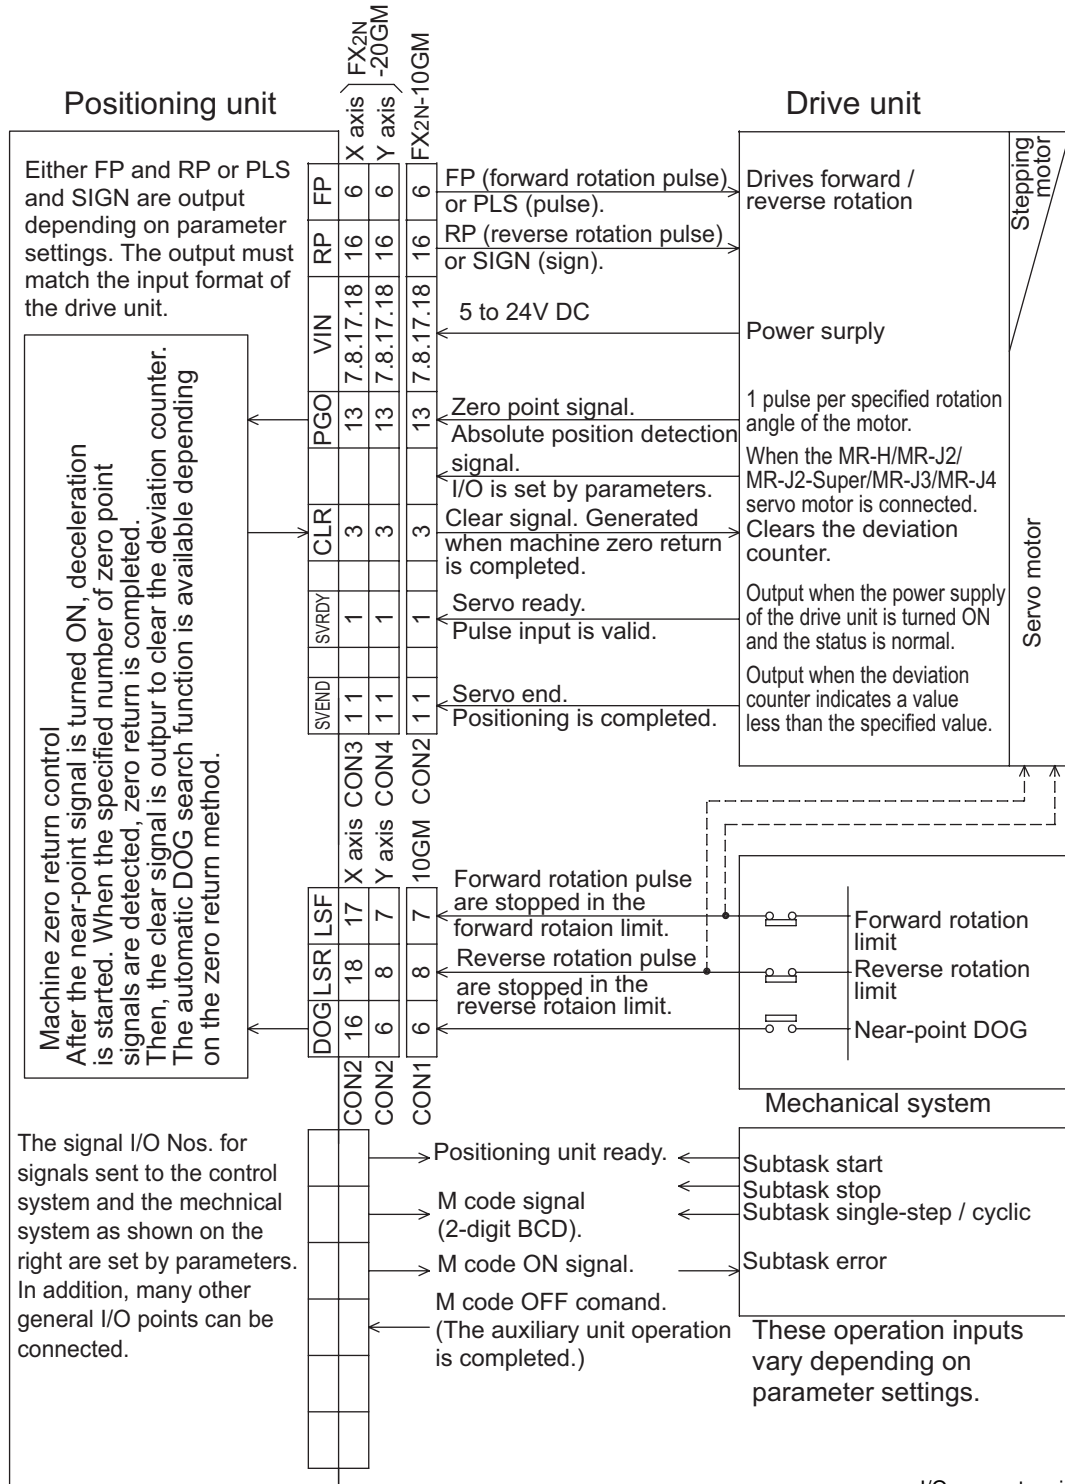 FX2N
-20GM
X axis
Y axis
FX2N-10GM
Positioning unit
Drive unit
Either FP and RP or PLS
and SIGN are output
depending on parameter
settings. The output must
match the input format of
the drive unit.
FP 6 6 6
FP (forward rotation pulse)
or PLS (pulse).
Drives forward /
reverse rotation
Stepping
motor
RP 16 16 16
RP (reverse rotation pulse)
or SIGN (sign).
VIN 7.8.17.18 7.8.17.18 7.8.17.18
5 to 24V DC
Power surply
PGO 13 13 13
Zero point signal.
1 pulse per specified rotation
angle of the motor.
Absolute position detection
signal.
I/O is set by parameters.
When the MR-H/MR-J2/
MR-J2-Super/MR-J3/MR-J4
servo motor is connected.
CLR 3 3 3
Clear signal. Generated
when machine zero return
is completed.
Clears the deviation
counter.
SVRDY 1 1 1
Servo ready.
Pulse input is valid.
Output when the power supply
of the drive unit is turned ON
and the status is normal.
Servo motor
SVEND 11 11 11
Servo end.
Positioning is completed.
Output when the deviation
counter indicates a value
less than the specified value.
Machine zero return control
After the near-point signal is turned ON, deceleration
is started. When the specified number of zero point
signals are detected, zero return is completed.
Then, the clear signal is outpur to clear the deviation counter.
The automatic DOG search function is available depending
on the zero return method.
X axis CON3
Y axis CON4
10GM CON2
LSF 17 7 7
Forward rotation pulse
are stopped in the
forward rotaion limit.
Forward rotation
limit
LSR 18 8 8
Reverse rotation pulse
are stopped in the
reverse rotaion limit.
Reverse rotation
limit
DOG 16 6 6
Near-point DOG
CON2
CON2
CON1
Mechanical system
The signal I/O Nos. for
signals sent to the control
system and the mechnical
system as shown on the
right are set by parameters.
In addition, many other
general I/O points can be
connected.
Positioning unit ready.
M code signal
(2-digit BCD).
M code ON signal.
M code OFF comand.
(The auxiliary unit operation
is completed.)
Subtask start
Subtask stop
Subtask single-step / cyclic
Subtask error
These operation inputs
vary depending on
parameter settings.